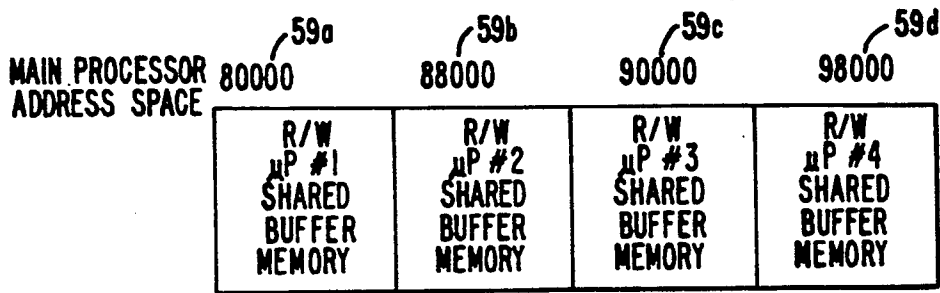 59a 59b 59c 59d
MAIN PROCESSOR 80000 88000 90000 98000
ADDRESS SPACE
R/W
µP #1
SHARED
BUFFER
MEMORY
R/W
µP #2
SHARED
BUFFER
MEMORY
R/W
µP #3
SHARED
BUFFER
MEMORY
R/W
µP #4
SHARED
BUFFER
MEMORY